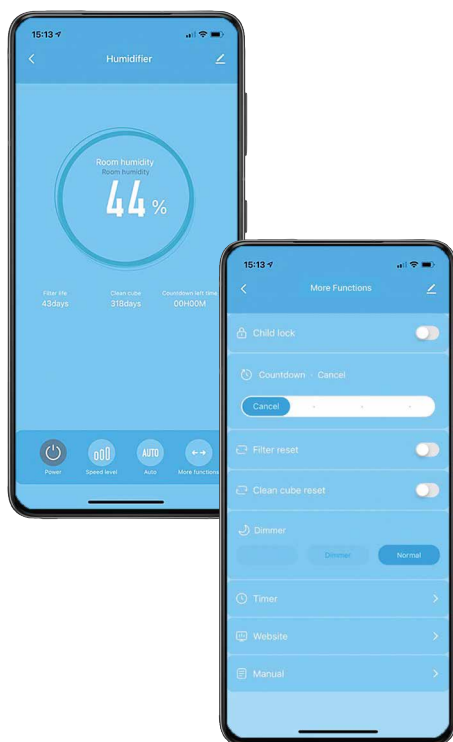 15:13
Humidifier
Room humidity
Room humidity
44 %
Filter life
Clean cube
Countdown left time
43days
318days
00H00M
Power
Speed level
AUTO
Auto
More functions
15:13
More Functions
Child lock
Countdown · Cancel
Cancel
Filter reset
Clean cube reset
Dimmer
Dimmer
Normal
Timer
Website
Manual